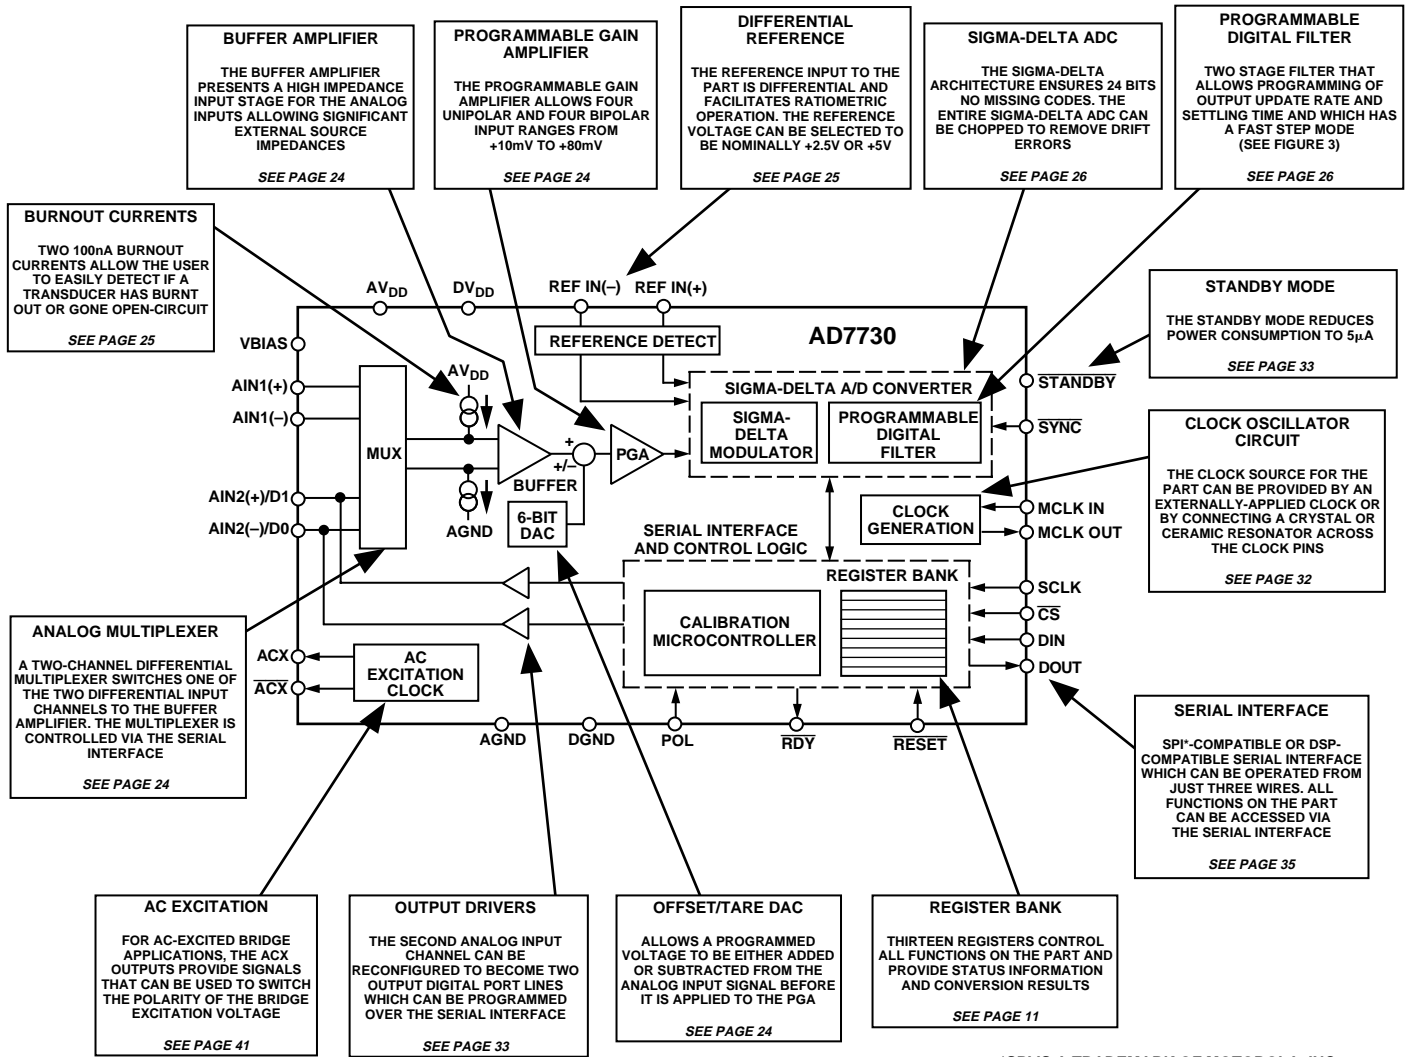 BUFFER AMPLIFIER
THE BUFFER AMPLIFIER
PRESENTS A HIGH IMPEDANCE
INPUT STAGE FOR THE ANALOG
INPUTS ALLOWING SIGNIFICANT
EXTERNAL SOURCE
IMPEDANCES
SEE PAGE 24
PROGRAMMABLE GAIN
AMPLIFIER
THE PROGRAMMABLE GAIN
AMPLIFIER ALLOWS FOUR
UNIPOLAR AND FOUR BIPOLAR
INPUT RANGES FROM
+10mV TO +80mV
SEE PAGE 24
DIFFERENTIAL
REFERENCE
THE REFERENCE INPUT TO THE
PART IS DIFFERENTIAL AND
FACILITATES RATIOMETRIC
OPERATION. THE REFERENCE
VOLTAGE CAN BE SELECTED TO
BE NOMINALLY +2.5V OR +5V
SEE PAGE 25
SIGMA-DELTA ADC
THE SIGMA-DELTA
ARCHITECTURE ENSURES 24 BITS
NO MISSING CODES. THE
ENTIRE SIGMA-DELTA ADC CAN
BE CHOPPED TO REMOVE DRIFT
ERRORS
SEE PAGE 26
PROGRAMMABLE
DIGITAL FILTER
TWO STAGE FILTER THAT
ALLOWS PROGRAMMING OF
OUTPUT UPDATE RATE AND
SETTLING TIME AND WHICH HAS
A FAST STEP MODE
(SEE FIGURE 3)
SEE PAGE 26
BURNOUT CURRENTS
TWO 100nA BURNOUT
CURRENTS ALLOW THE USER
TO EASILY DETECT IF A
TRANSDUCER HAS BURNT
OUT OR GONE OPEN-CIRCUIT
SEE PAGE 25
STANDBY MODE
THE STANDBY MODE REDUCES
POWER CONSUMPTION TO 5μA
SEE PAGE 33
CLOCK OSCILLATOR
CIRCUIT
THE CLOCK SOURCE FOR THE
PART CAN BE PROVIDED BY AN
EXTERNALLY-APPLIED CLOCK OR
BY CONNECTING A CRYSTAL OR
CERAMIC RESONATOR ACROSS
THE CLOCK PINS
SEE PAGE 32
AVDD
DVDD
REF IN(–)
REF IN(+)
REFERENCE DETECT
AD7730
VBIAS
AIN1(+)
AIN1(–)
AIN2(+)/D1
AIN2(–)/D0
MUX
AVDD
AGND
+
+/–
BUFFER
PGA
6-BIT
DAC
SIGMA-DELTA A/D CONVERTER
SIGMA-
DELTA
MODULATOR
PROGRAMMABLE
DIGITAL
FILTER
STANDBY
SYNC
CLOCK
GENERATION
MCLK IN
MCLK OUT
SERIAL INTERFACE
AND CONTROL LOGIC
REGISTER BANK
CALIBRATION
MICROCONTROLLER
SCLK
CS
DIN
DOUT
ACX
ACX
AC
EXCITATION
CLOCK
AGND
DGND
POL
RDY
RESET
ANALOG MULTIPLEXER
A TWO-CHANNEL DIFFERENTIAL
MULTIPLEXER SWITCHES ONE OF
THE TWO DIFFERENTIAL INPUT
CHANNELS TO THE BUFFER
AMPLIFIER. THE MULTIPLEXER IS
CONTROLLED VIA THE SERIAL
INTERFACE
SEE PAGE 24
SERIAL INTERFACE
SPI*-COMPATIBLE OR DSP-
COMPATIBLE SERIAL INTERFACE
WHICH CAN BE OPERATED FROM
JUST THREE WIRES. ALL
FUNCTIONS ON THE PART
CAN BE ACCESSED VIA
THE SERIAL INTERFACE
SEE PAGE 35
AC EXCITATION
FOR AC-EXCITED BRIDGE
APPLICATIONS, THE ACX
OUTPUTS PROVIDE SIGNALS
THAT CAN BE USED TO SWITCH
THE POLARITY OF THE BRIDGE
EXCITATION VOLTAGE
SEE PAGE 41
OUTPUT DRIVERS
THE SECOND ANALOG INPUT
CHANNEL CAN BE
RECONFIGURED TO BECOME TWO
OUTPUT DIGITAL PORT LINES
WHICH CAN BE PROGRAMMED
OVER THE SERIAL INTERFACE
SEE PAGE 33
OFFSET/TARE DAC
ALLOWS A PROGRAMMED
VOLTAGE TO BE EITHER ADDED
OR SUBTRACTED FROM THE
ANALOG INPUT SIGNAL BEFORE
IT IS APPLIED TO THE PGA
SEE PAGE 24
REGISTER BANK
THIRTEEN REGISTERS CONTROL
ALL FUNCTIONS ON THE PART AND
PROVIDE STATUS INFORMATION
AND CONVERSION RESULTS
SEE PAGE 11